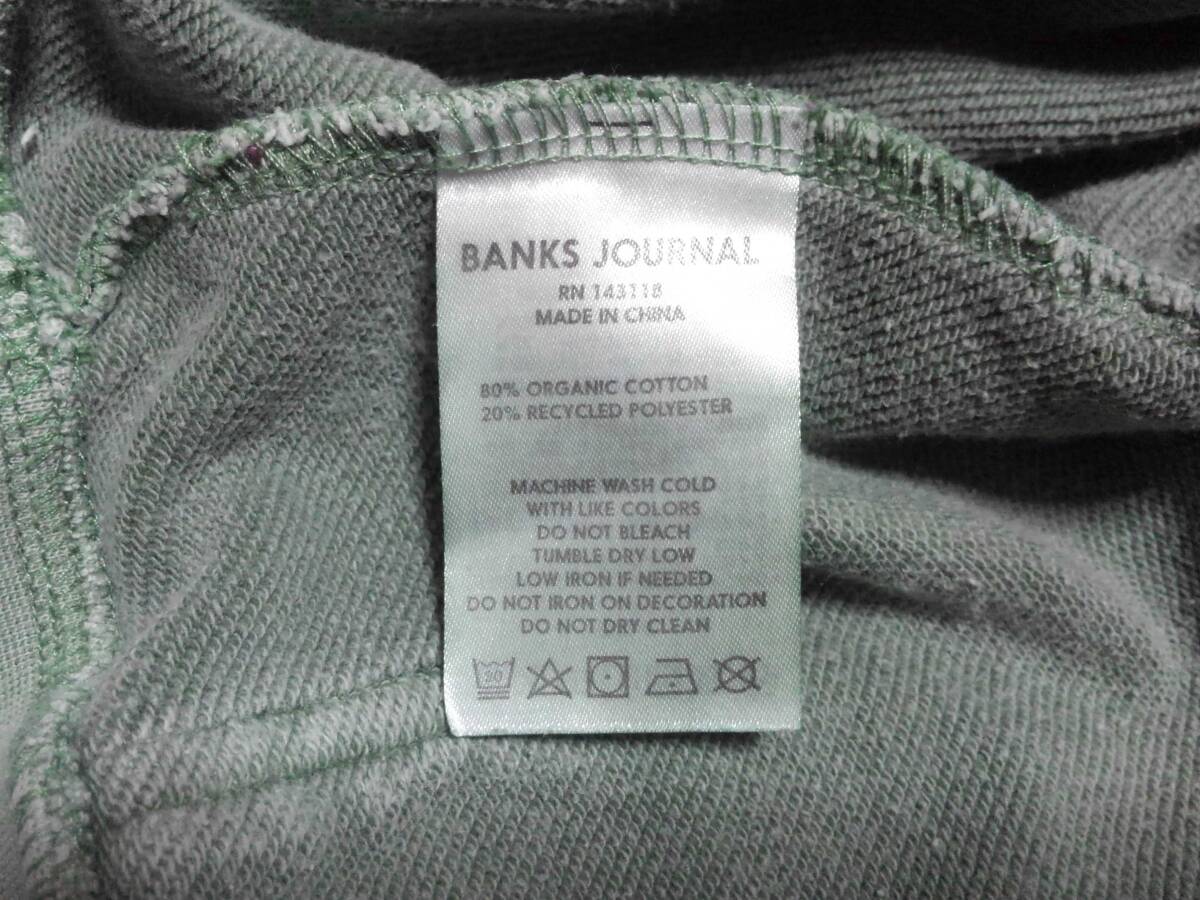 BANKS JOURNAL
RN 143118
MADE IN CHINA
80% ORGANIC COTTON
20% RECYCLED POLYESTER
MACHINE WASH COLD
WITH LIKE COLORS
DO NOT BLEACH
TUMBLE DRY LOW
LOW IRON IF NEEDED
DO NOT IRON ON DECORATION
DO NOT DRY CLEAN
30